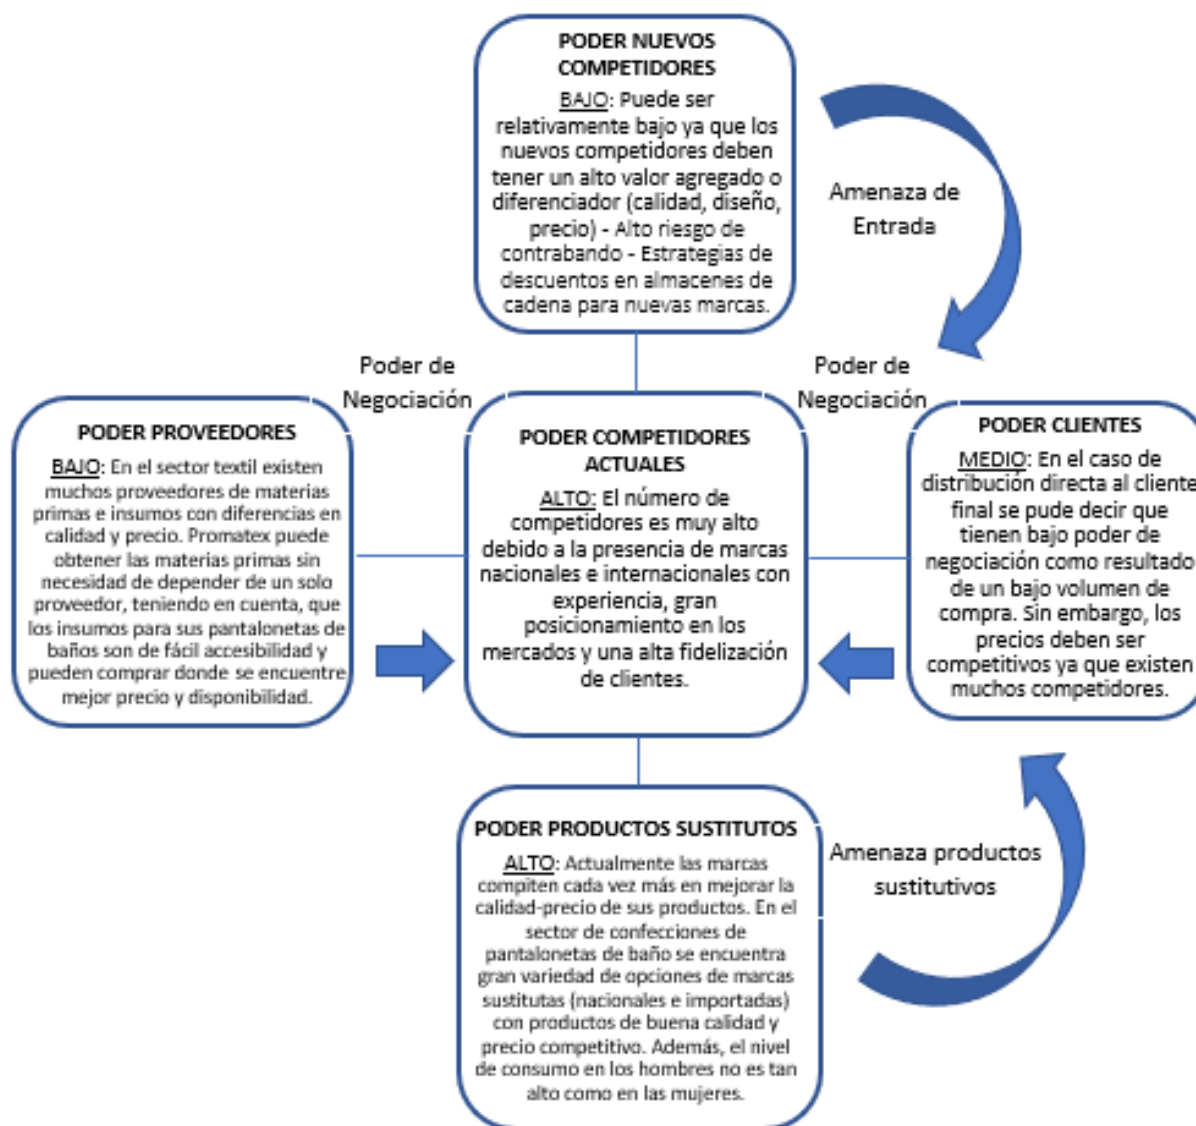 PODER NUEVOS
COMPETIDORES
BAJO: Puede ser
relativamente bajo ya que los
nuevos competidores deben
tener un alto valor agregado o
diferenciador (calidad, diseño,
precio) - Alto riesgo de
contrabando - Estrategias de
descuentos en almacenes de
cadena para nuevas marcas.
Amenaza de
Entrada
Poder de
Negociación
Poder de
Negociación
PODER PROVEEDORES
BAJO: En el sector textil existen
muchos proveedores de materias
primas e insumos con diferencias en
calidad y precio. Promatex puede
obtener las materias primas sin
necesidad de depender de un solo
proveedor, teniendo en cuenta, que
los insumos para sus pantalonetas de
baños son de fácil accesibilidad y
pueden comprar donde se encuentre
mejor precio y disponibilidad.
PODER COMPETIDORES
ACTUALES
ALTO: El número de
competidores es muy alto
debido a la presencia de marcas
nacionales e internacionales con
experiencia, gran
posicionamiento en los
mercados y una alta fidelización
de clientes.
PODER CLIENTES
MEDIO: En el caso de
distribución directa al cliente
final se pude decir que
tienen bajo poder de
negociación como resultado
de un bajo volumen de
compra. Sin embargo, los
precios deben ser
competitivos ya que existen
muchos competidores.
PODER PRODUCTOS SUSTITUTOS
ALTO: Actualmente las marcas
compiten cada vez más en mejorar la
calidad-precio de sus productos. En el
sector de confecciones de
pantalonetas de baño se encuentra
gran variedad de opciones de marcas
sustitutas (nacionales e importadas)
con productos de buena calidad y
precio competitivo. Además, el nivel
de consumo en los hombres no es tan
alto como en las mujeres.
Amenaza productos
sustitutivos